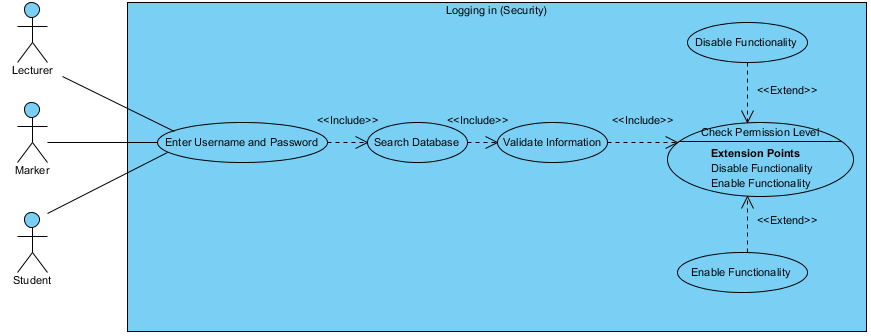 Logging in (Security)
Lecturer
Marker
Student
Enter Username and Password
<<Include>>
Search Database
<<Include>>
Validate Information
<<Include>>
Disable Functionality
<<Extend>>
Check Permission Level
Extension Points
Disable Functionality
Enable Functionality
<<Extend>>
Enable Functionality